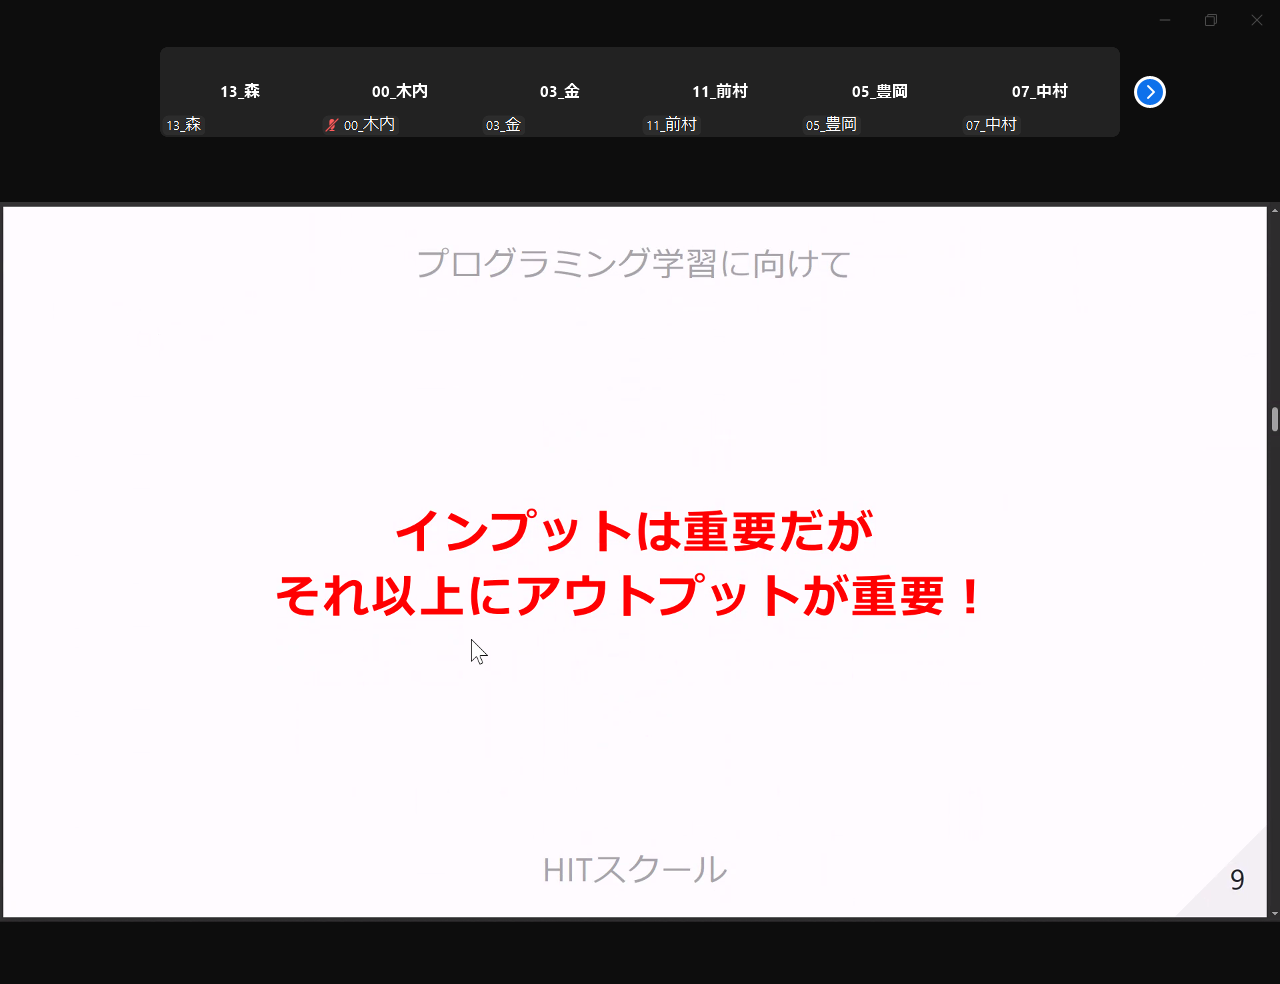 13_森
00_木内
03_金
11_前村
05_豊岡
07_中村
13_森
00_木内
03_金
11_前村
05_豊岡
07_中村
プログラミング学習に向けて
インプットは重要だが
それ以上にアウトプットが重要！
HITスクール
9